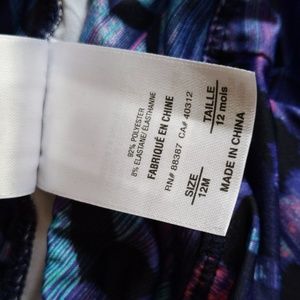 92% POLYESTER
8% ELASTANE/ ÉLASTHANNE
FABRIQUÉ EN CHINE
RN# 88387 CA# 40312
SIZE
12M
TAILLE
12 mois
MADE IN CHINA